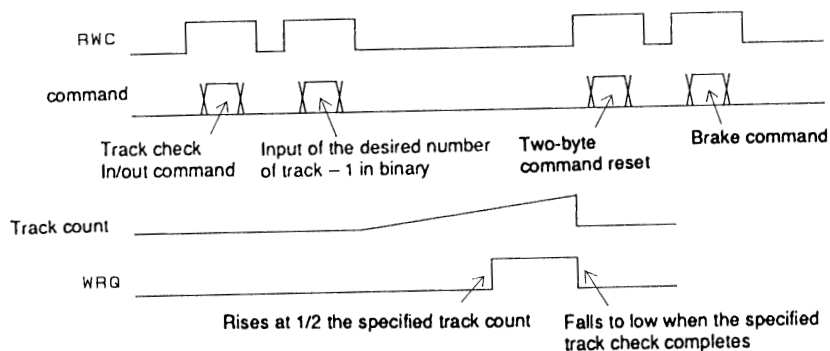 RWC
command
Track check
In/out command
Input of the desired number
of track – 1 in binary
Two-byte
command reset
Brake command
Track count
WRQ
Rises at 1/2 the specified track count
Falls to low when the specified
track check completes